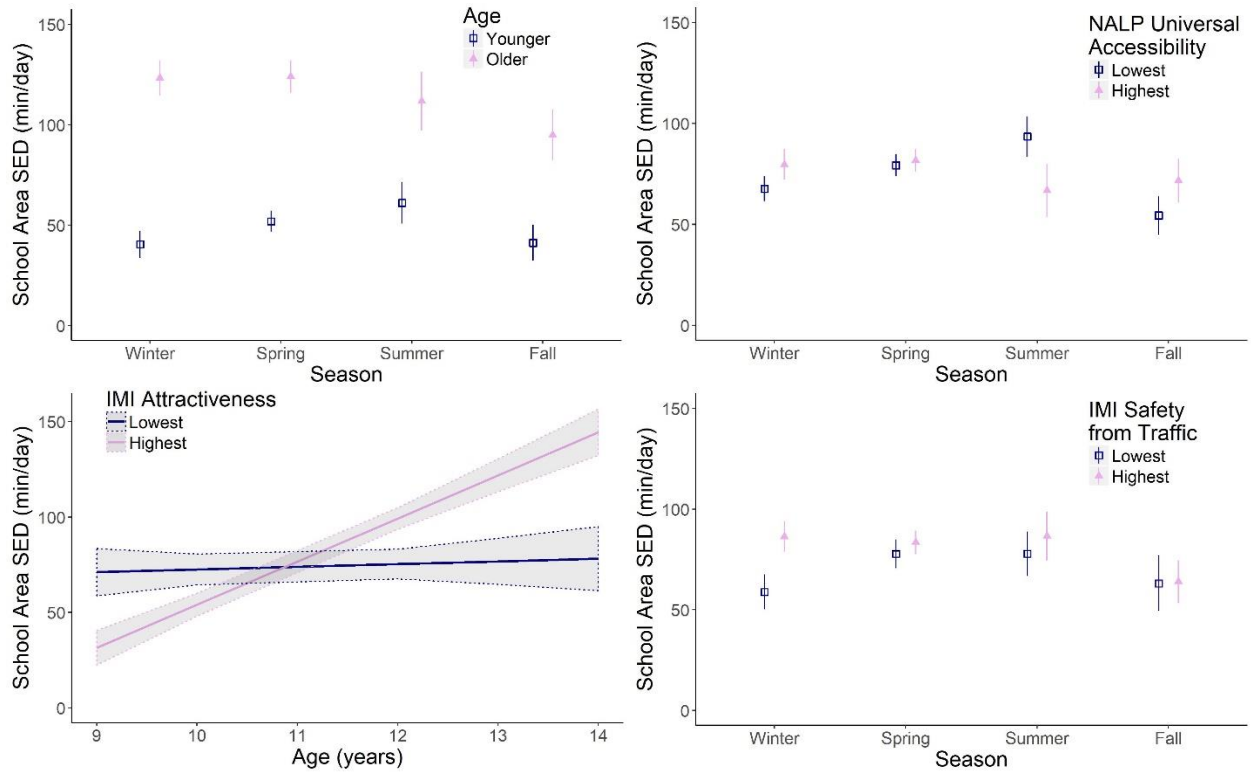 Age
Younger
Older
School Area SED (min/day)
150
100
50
0
Winter Spring Summer Fall
Season
NALP Universal
Accessibility
Lowest
Highest
School Area SED (min/day)
150
100
50
0
Winter Spring Summer Fall
Season
IMI Attractiveness
Lowest
Highest
School Area SED (min/day)
150
100
50
0
9 10 11 12 13 14
Age (years)
IMI Safety
from Traffic
Lowest
Highest
School Area SED (min/day)
150
100
50
0
Winter Spring Summer Fall
Season